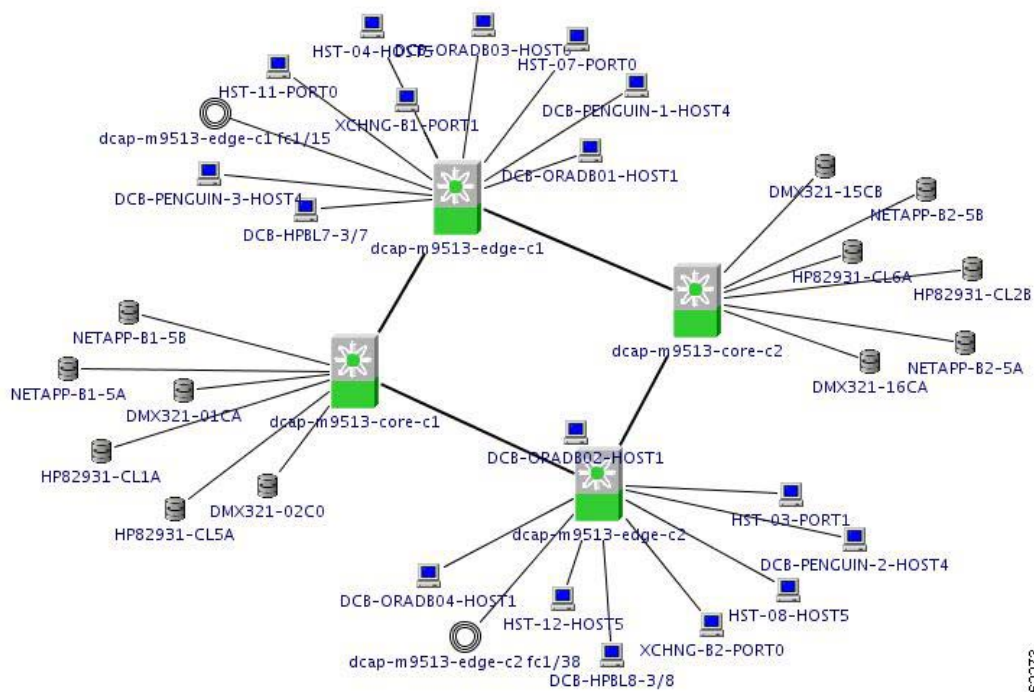 HST-04-HOST5
DCB-ORADB03-HOST6
HST-07-PORT0
HST-11-PORT0
DCB-PENGUIN-1-HOST4
XCHNG-B1-PORT1
dcap-m9513-edge-c1 fc1/15
DCB-ORADB01-HOST1
DCB-PENGUIN-3-HOST4
DMX321-15CB
NETAPP-B2-5B
DCB-HPBL7-3/7
dcap-m9513-edge-c1
HP82931-CL6A
HP82931-CL2B
NETAPP-B1-5B
dcap-m9513-core-c2
NETAPP-B2-5A
NETAPP-B1-5A
DMX321-16CA
DMX321-01CA
dcap-m9513-core-c1
DCB-ORADB02-HOST1
HP82931-CL1A
DMX321-02C0
HST-03-PORT1
HP82931-CL5A
dcap-m9513-edge-c2
DCB-PENGUIN-2-HOST4
DCB-ORADB04-HOST1
HST-12-HOST5
HST-08-HOST5
XCHNG-B2-PORT0
dcap-m9513-edge-c2 fc1/38
DCB-HPBL8-3/8